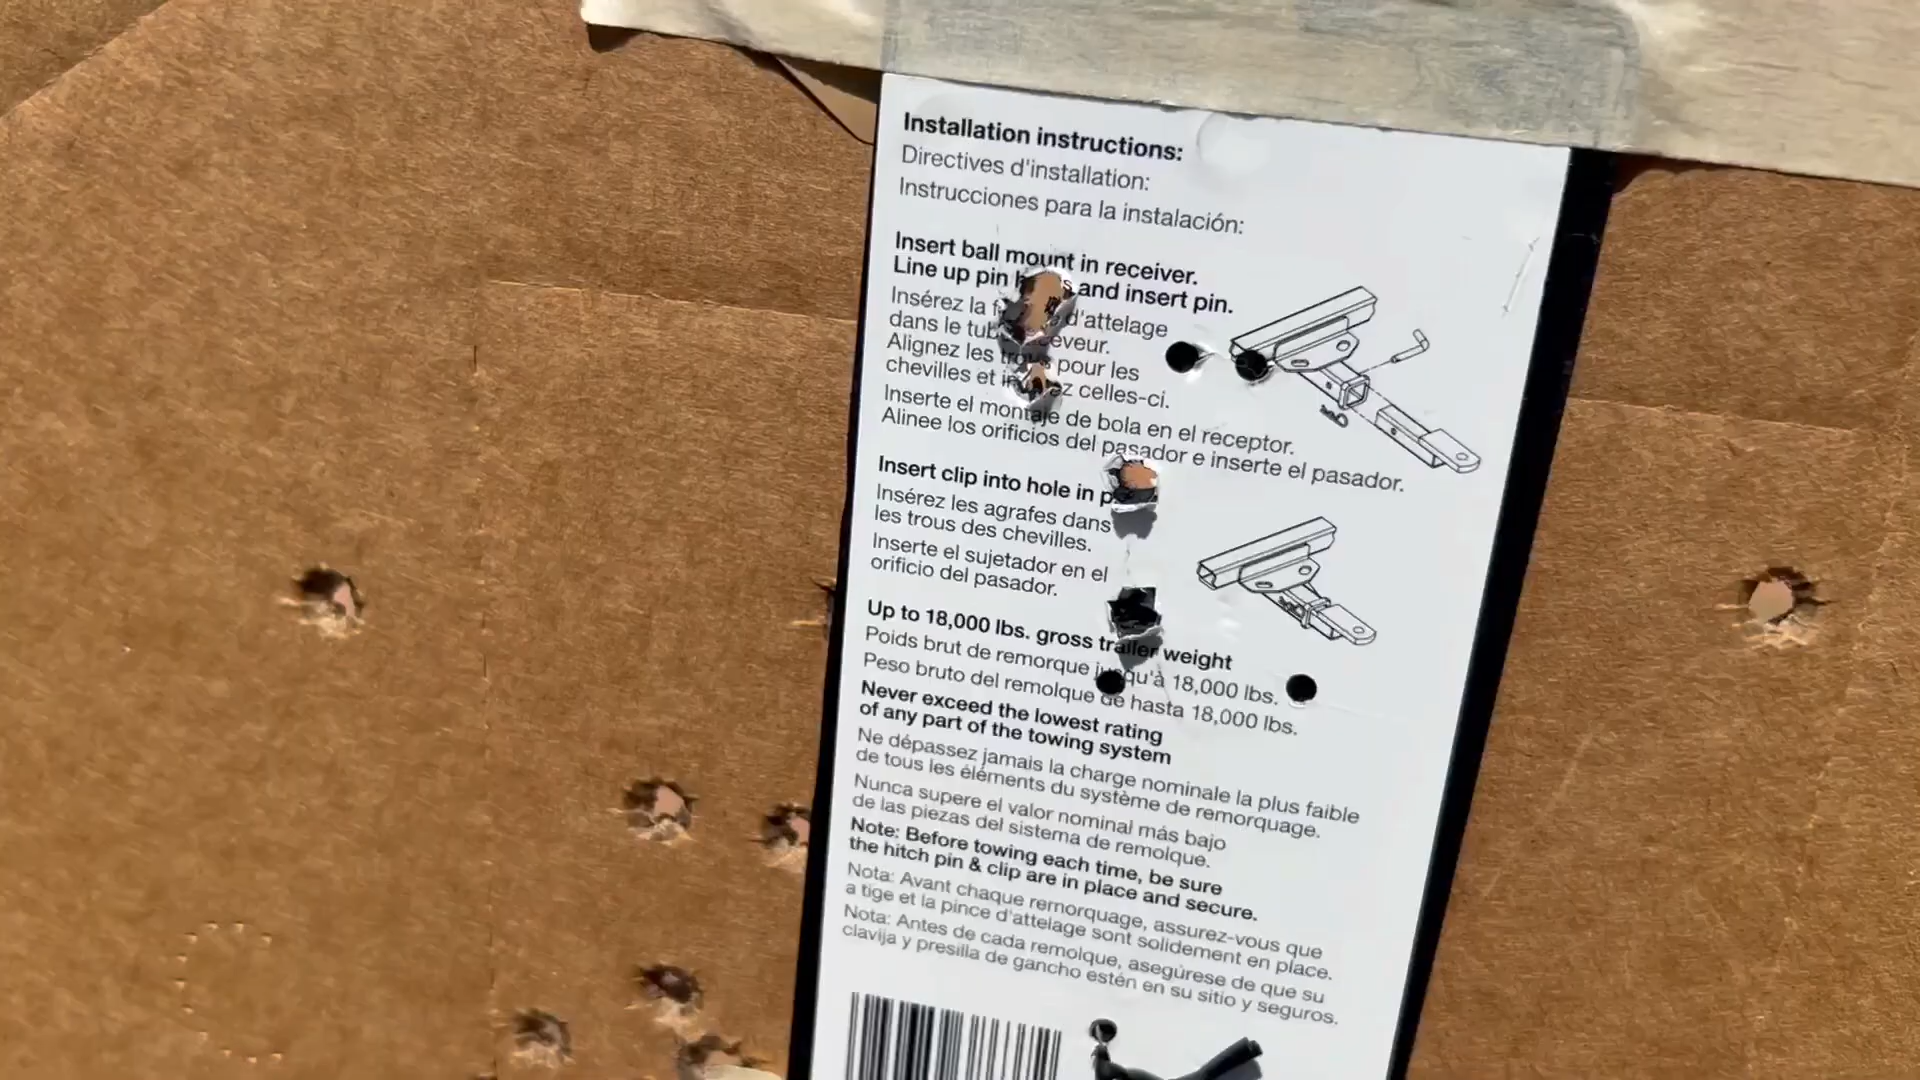 Installation instructions:
Directives d'installation:
Instrucciones para la instalación:
Insert ball mount in receiver.
Line up pin and insert pin.
Insérez la d'attelage
dans le
Alignez les trous pour les
chevilles et celles-ci.
Inserte el montaje de bola en el receptor.
Alinee los orificios del pasador e inserte el pasador.
Insert clip into hole in
Insérez les agrafes dans
les trous des chevilles.
Inserte el sujetador en el
orificio del pasador.
Up to 18,000 lbs. gross trailer weight
Poids brut de remorque jusqu'à 18,000 lbs.
Peso bruto del remolque de hasta 18,000 lbs.
Never exceed the lowest rating
of any part of the towing system
Ne dépassez jamais la charge nominale la plus faible
de tous les éléments du système de remorquage.
Nunca supere el valor nominal más bajo
de las piezas del sistema de remolque.
Note: Before towing each time, be sure
the hitch pin & clip are in place and secure.
Nota: Avant chaque remorquage, assurez-vous que
a tige et la pince d'attelage sont solidement en place.
Nota: Antes de cada remolque, asegúrese de que su
clavija y presilla de gancho estén en su sitio y seguros.